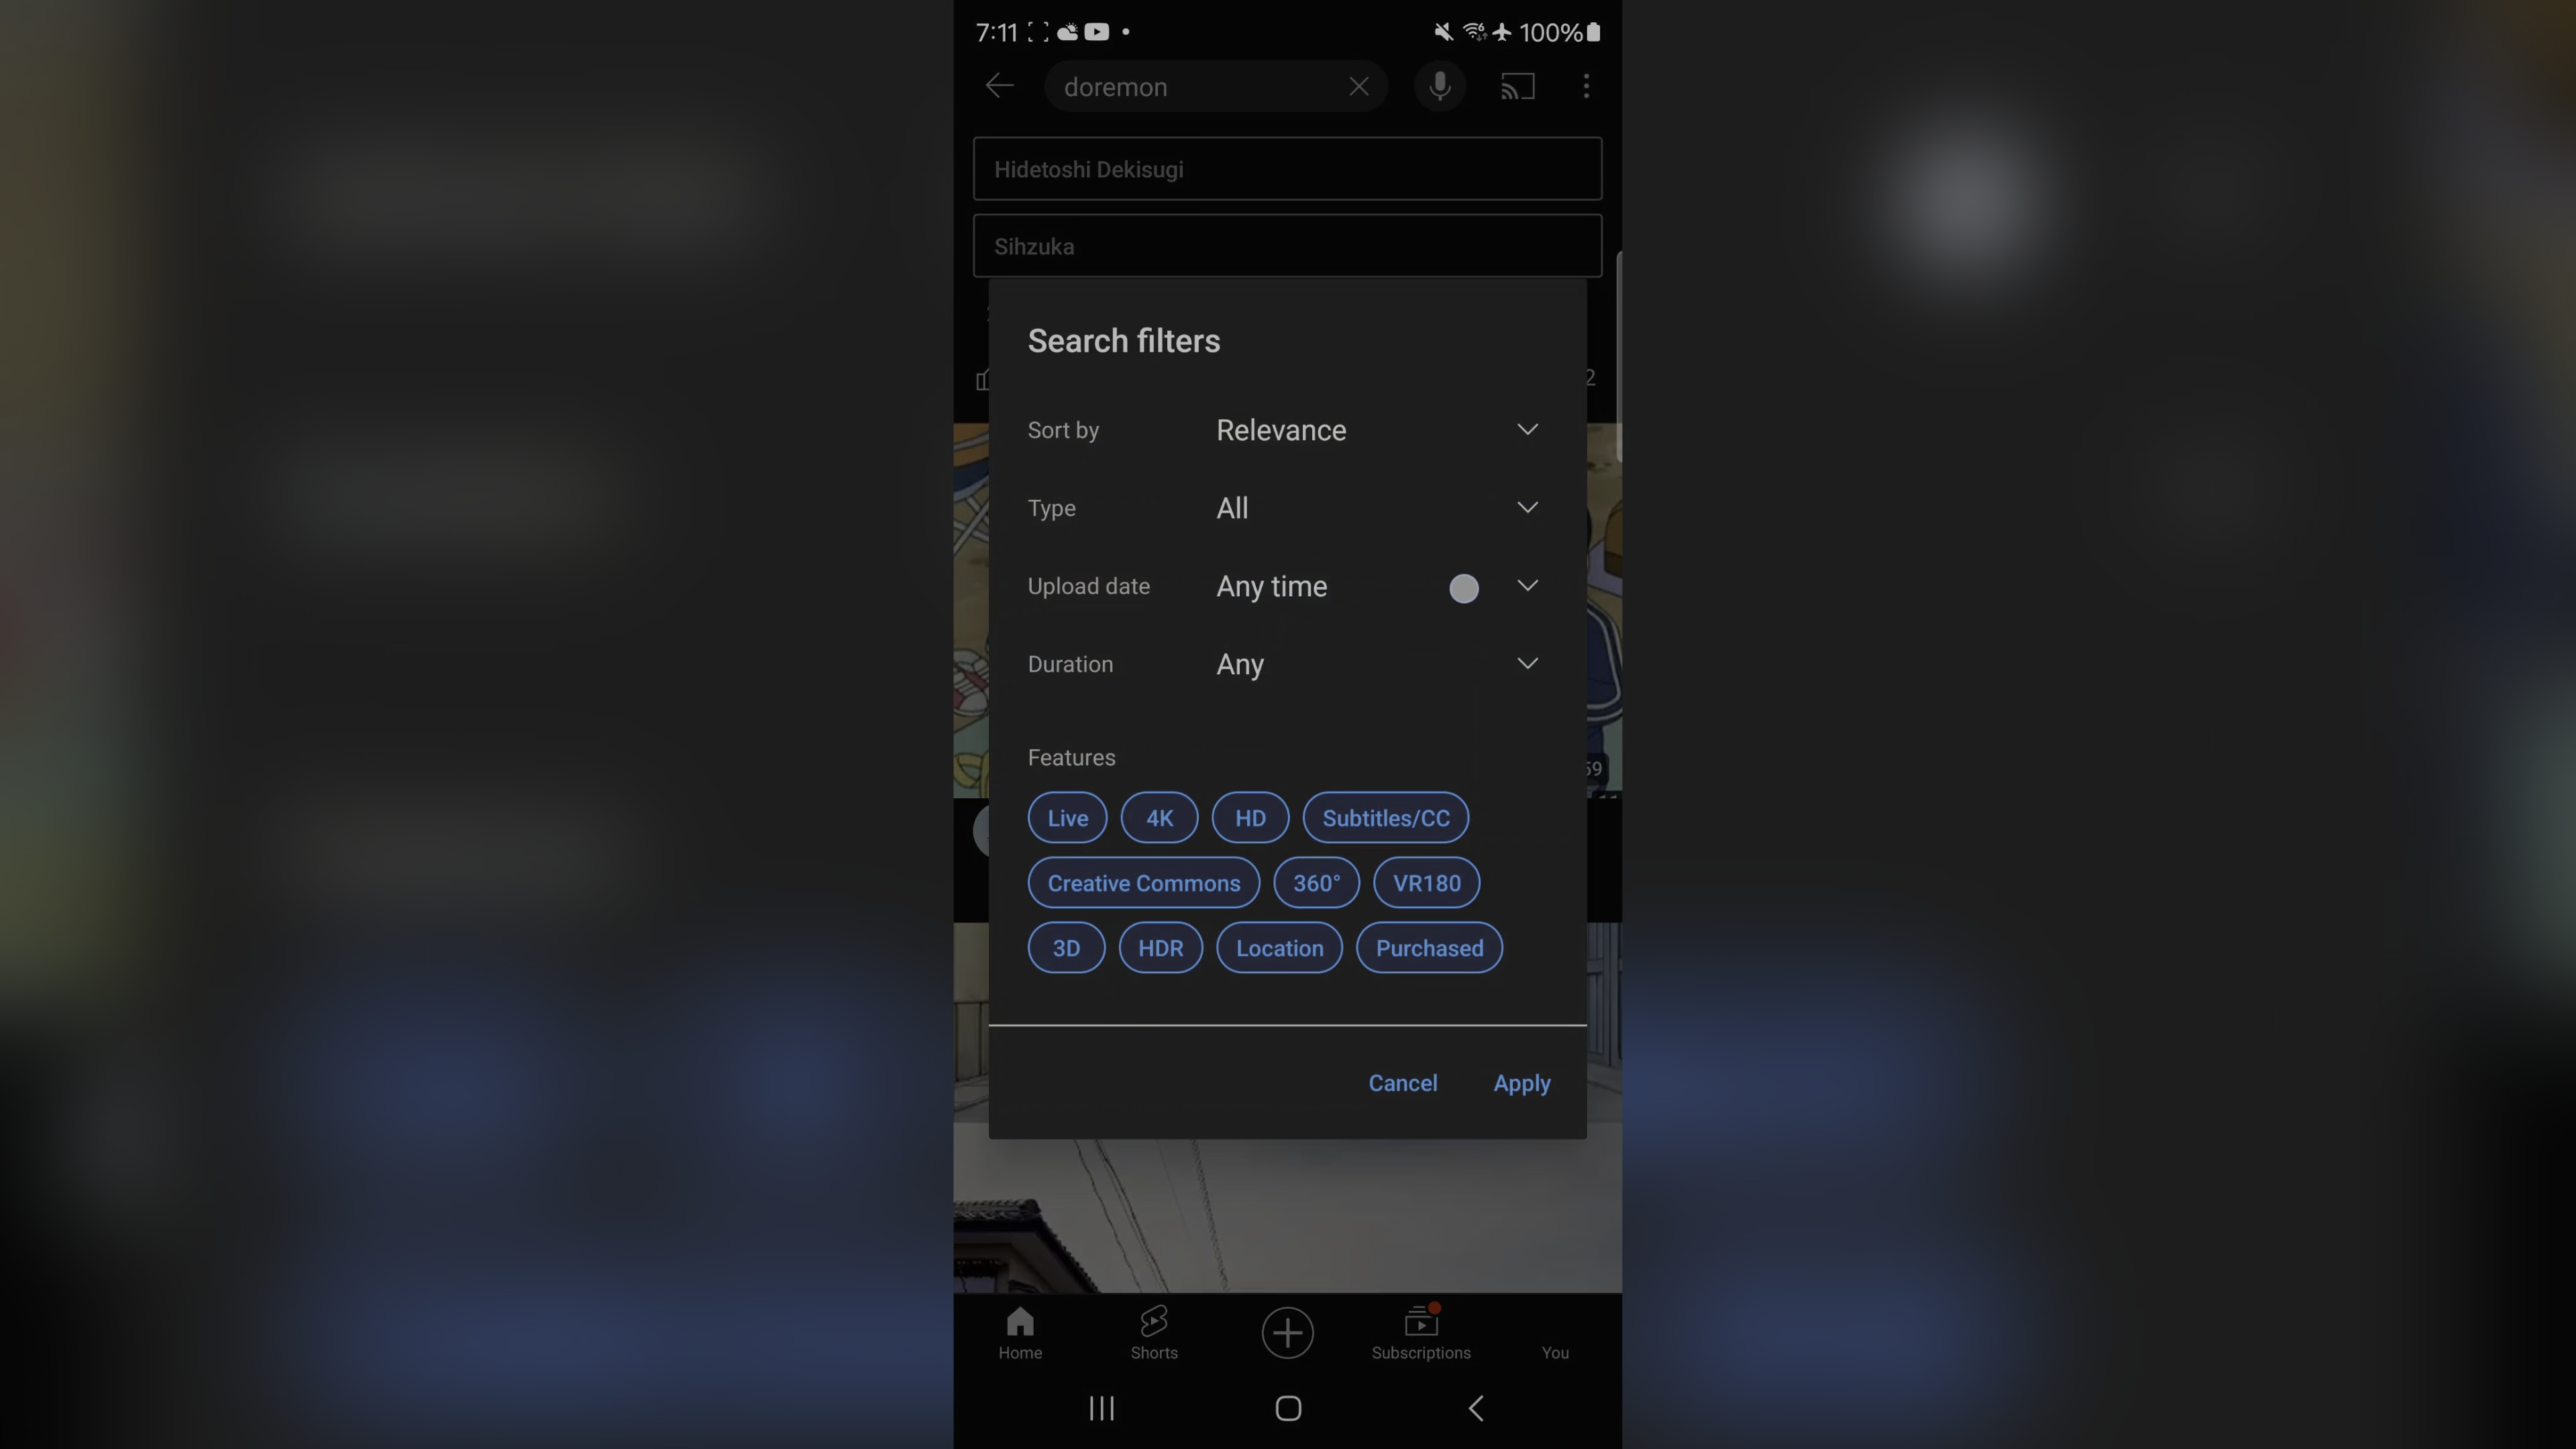 7:11 100%
doremon
Hidetoshi Dekisugi
Sihzuka
Search filters
Sort by Relevance
2
Type All
Upload date Any time
Duration Any
Features
59
Live 4K HD Subtitles/CC
Creative Commons 360° VR180
3D HDR Location Purchased
Cancel Apply
Home Shorts Subscriptions You